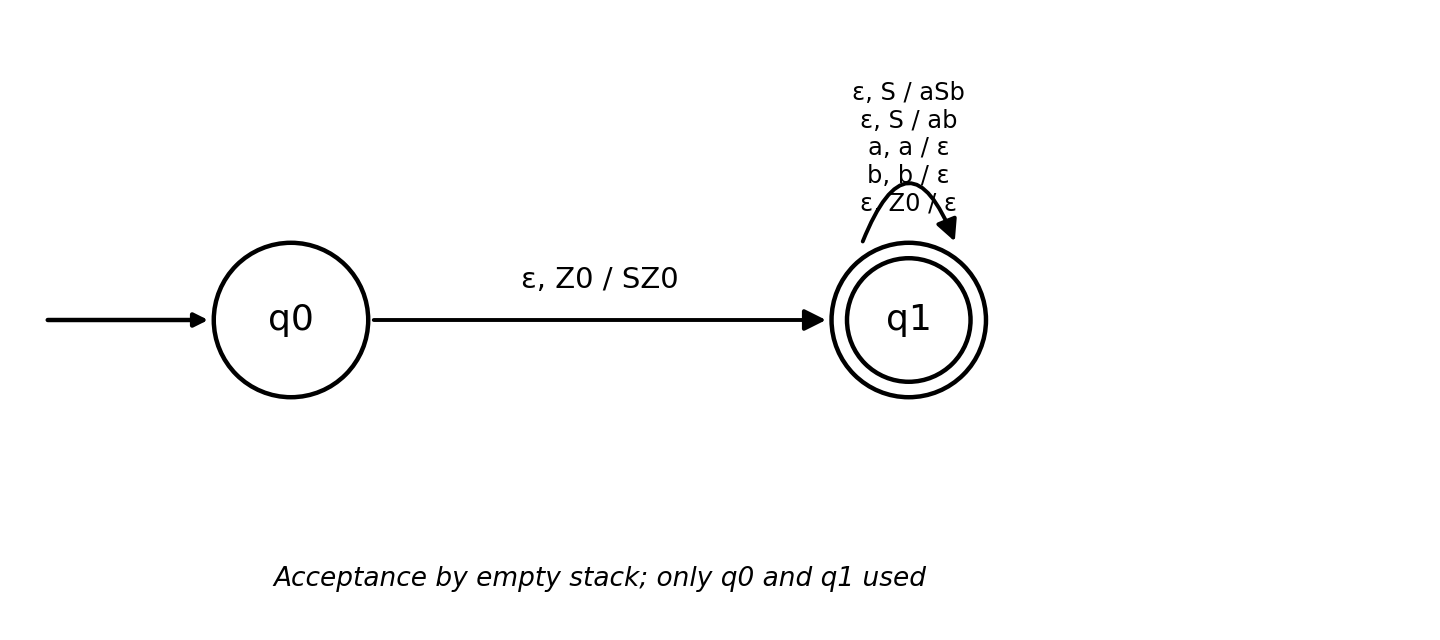 ε, S / aSb
ε, S / ab
a, a / ε
b, b / ε
ε, Z0 / ε
ε, Z0 / SZ0
q0
q1
Acceptance by empty stack; only q0 and q1 used